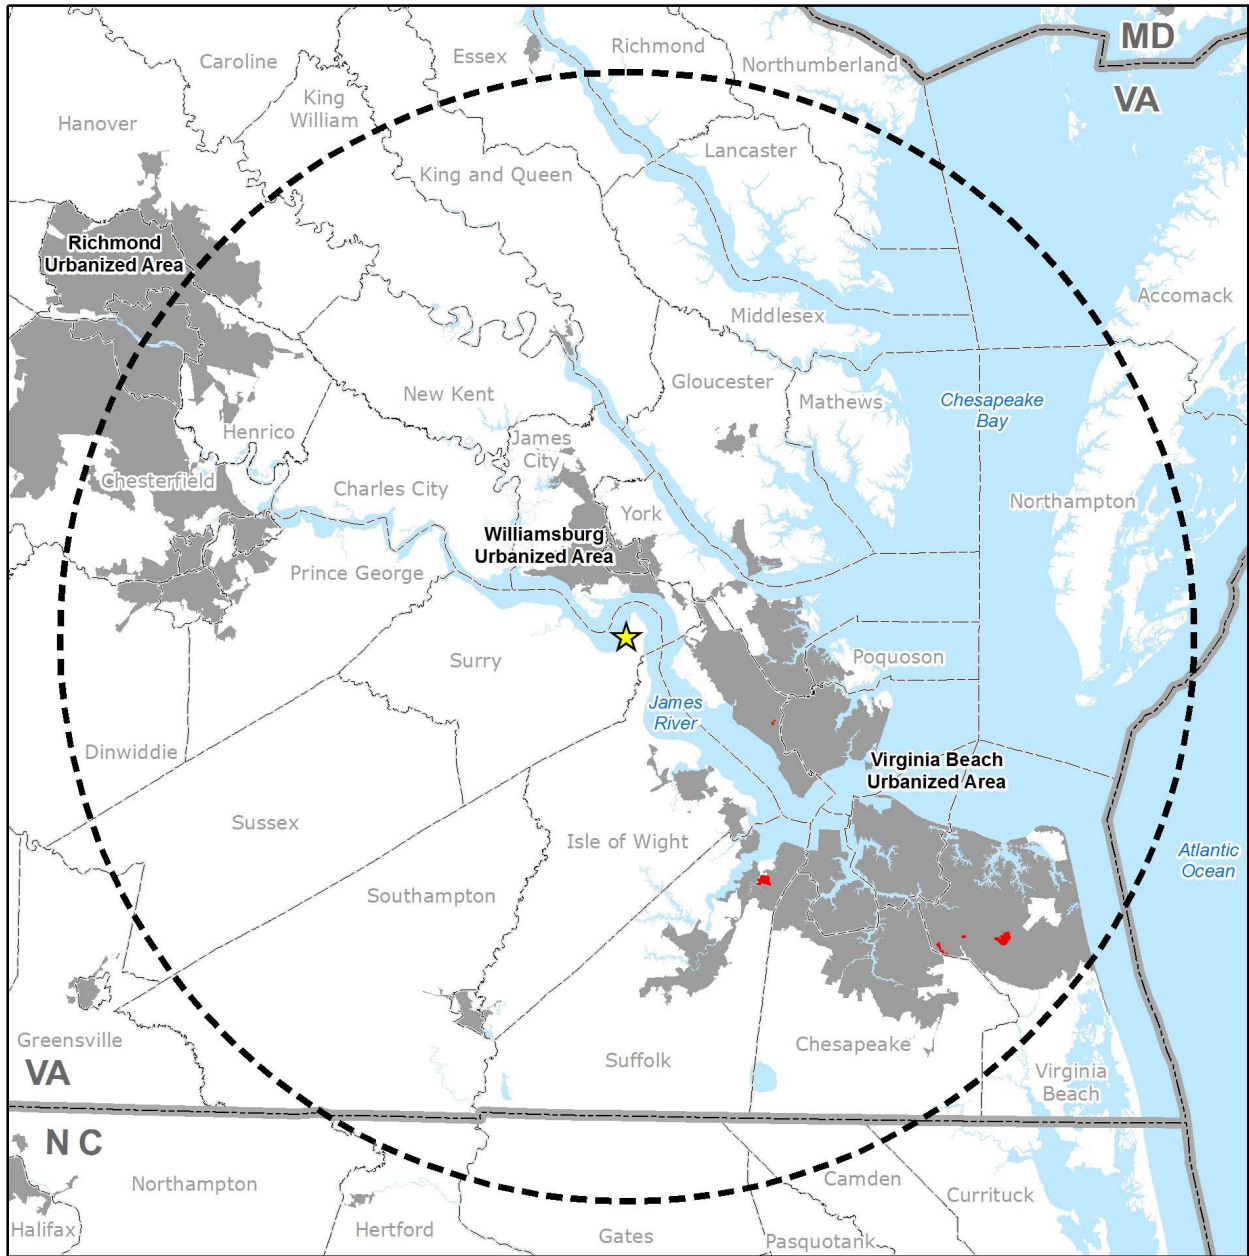 MD
VA
Caroline
Essex
Richmond
Northumberland
King
William
Hanover
Lancaster
King and Queen
Richmond
Urbanized Area
Accomack
Middlesex
Gloucester
New Kent
Mathews
Chesapeake
Bay
Henrico
James
City
Chesterfield
Charles City
York
Northampton
Williamsburg
Urbanized Area
Prince George
Surry
Poquoson
James
River
Dinwiddie
Virginia Beach
Urbanized Area
Sussex
Isle of Wight
Atlantic
Ocean
Southampton
Greensville
Chesapeake
Suffolk
VA
Virginia
Beach
NC
Northampton
Camden
Currituck
Halifax
Hertford
Gates
Pasquotank